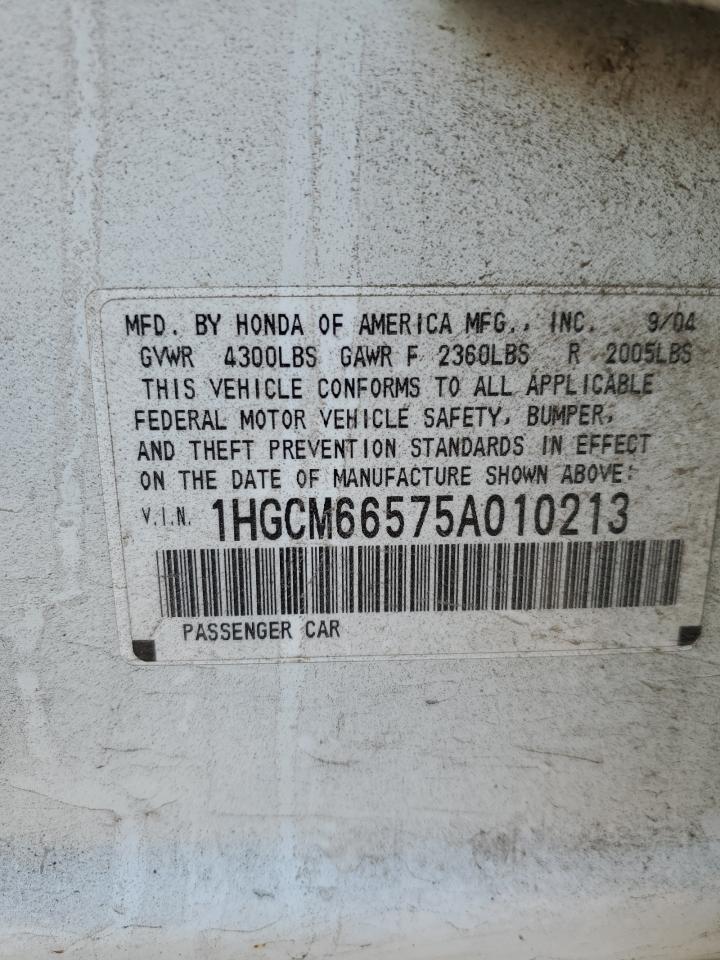 MFD. BY HONDA OF AMERICA MFG., INC. 9/04
GVWR 4300LBS GAWR F 2360LBS R 2005LBS
THIS VEHICLE CONFORMS TO ALL APPLICABLE
FEDERAL MOTOR VEHICLE SAFETY, BUMPER,
AND THEFT PREVENTION STANDARDS IN EFFECT
ON THE DATE OF MANUFACTURE SHOWN ABOVE:
V.I.N. 1HGCM66575A010213
PASSENGER CAR